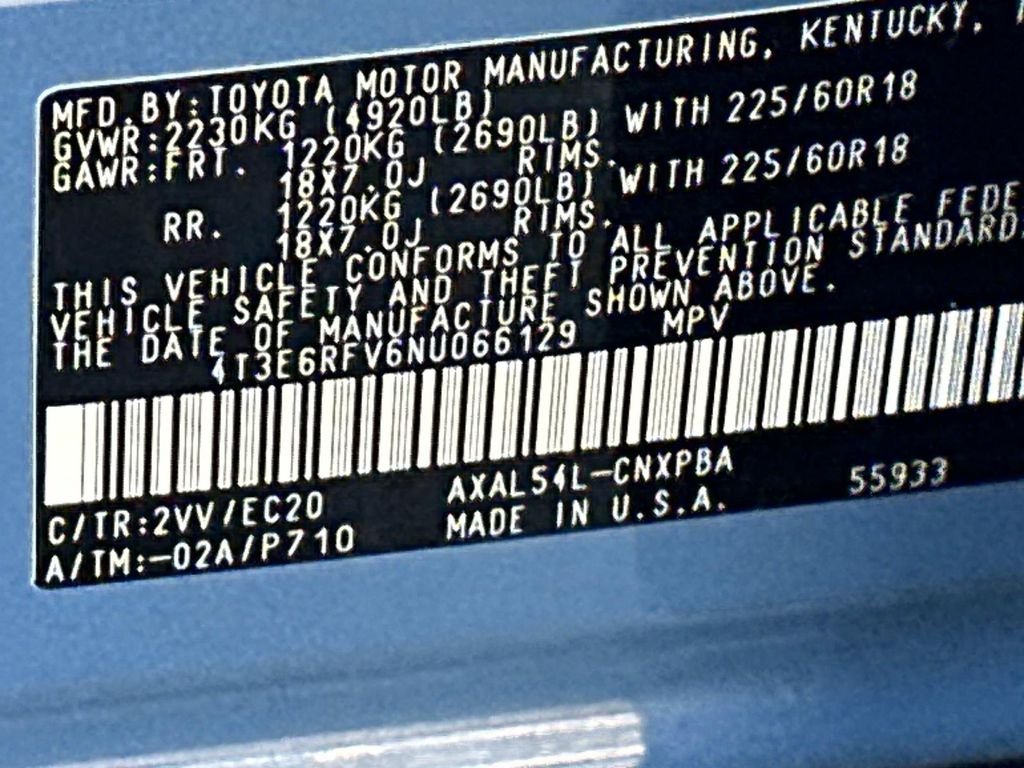 MFD.BY:TOYOTA MOTOR MANUFACTURING, KENTUCKY,
GVWR:2230KG (4920LB)
GAWR:FRT. 1220KG (2690LB) WITH 225/60R18
18X7.0J RIMS.
RR. 1220KG (2690LB) WITH 225/60R18
18X7.0J RIMS.
THIS VEHICLE CONFORMS TO ALL APPLICABLE FEDE
VEHICLE SAFETY AND THEFT PREVENTION STANDARD
THE DATE OF MANUFACTURE SHOWN ABOVE.
4T3E6RFV6NU066129 MPV
C/TR:2VV/EC20 AXAL54L-CNXPBA 55933
A/TM:-02A/P710 MADE IN U.S.A.